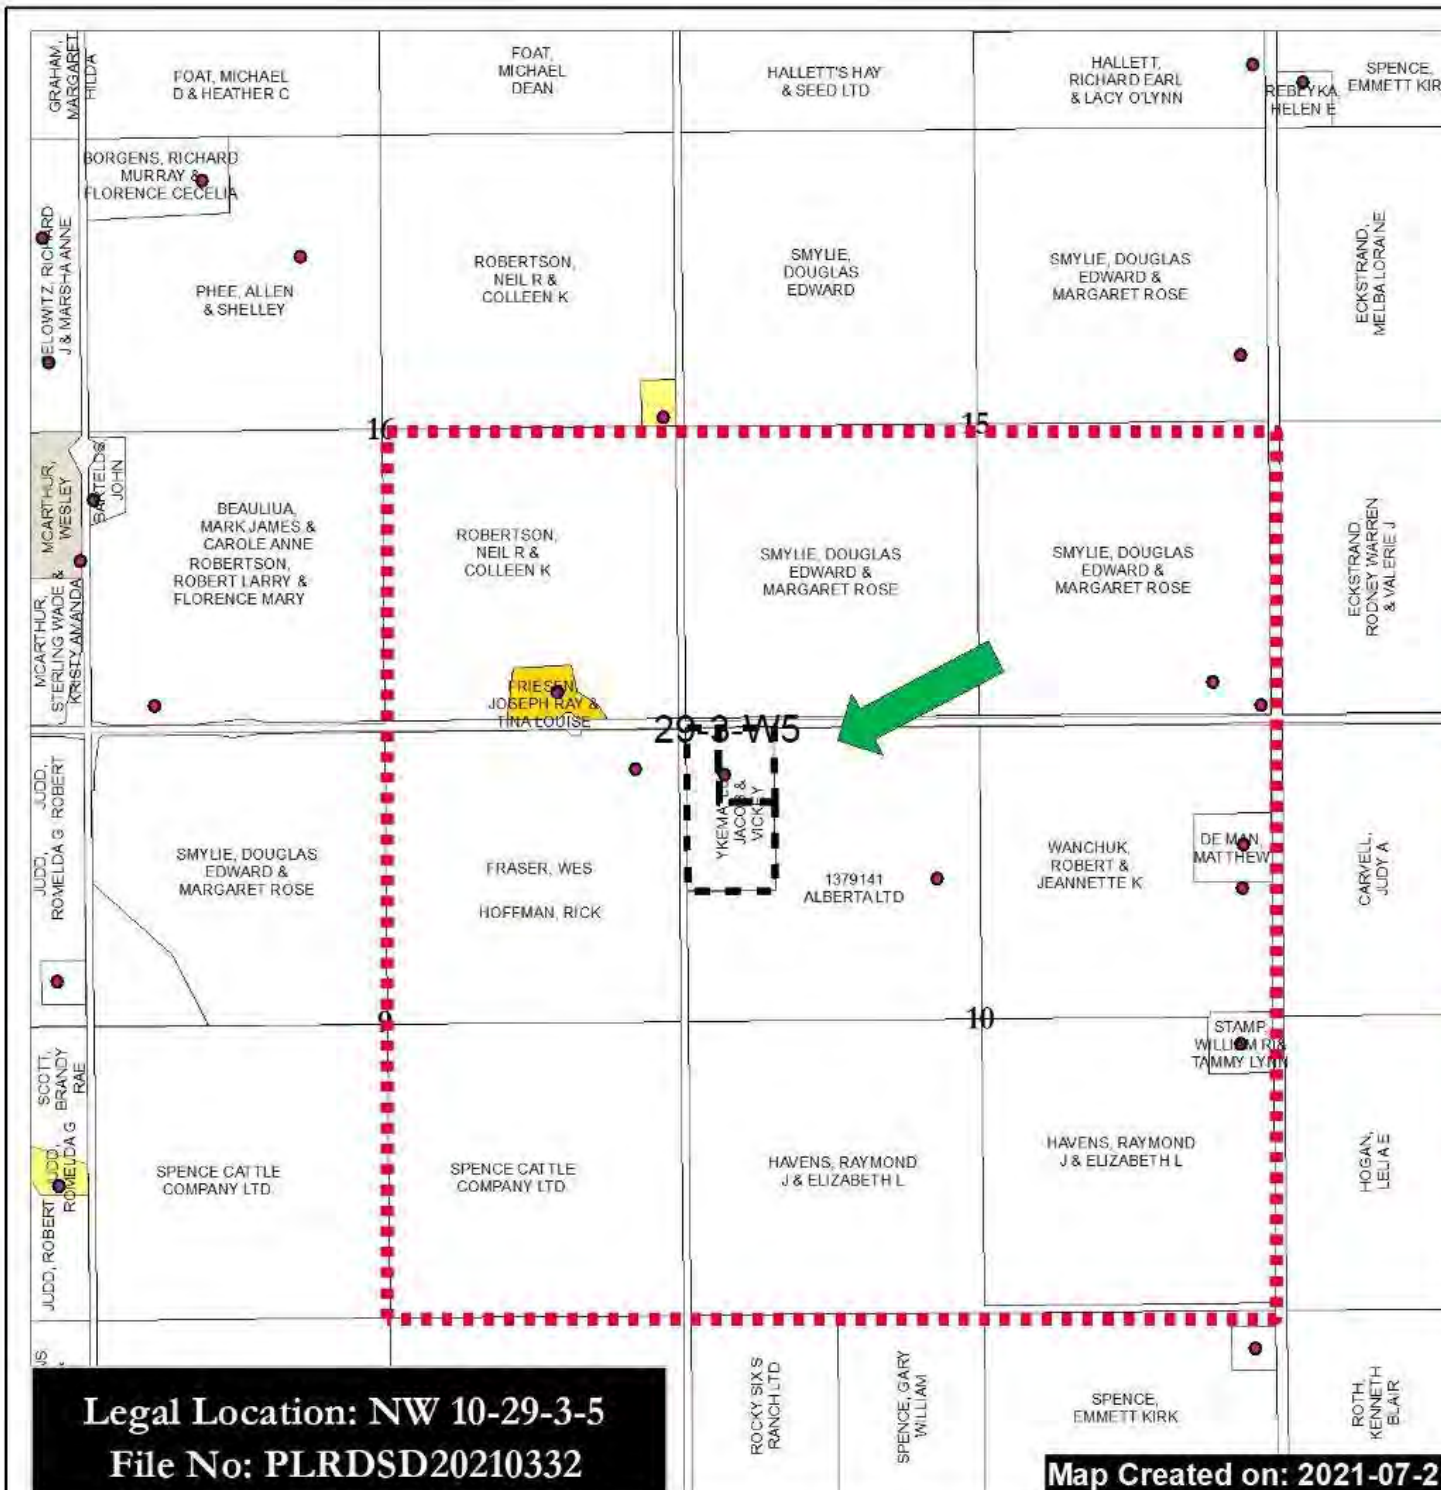 GRAHAM,
MARGARET
HILDA
FOAT, MICHAEL
D & HEATHER C
FOAT,
MICHAEL
DEAN
HALLETT'S HAY
& SEED LTD
HALLETT,
RICHARD EARL
& LACY O'LYNN
REBEYKA,
HELEN E
SPENCE,
EMMETT KIR
BORGENS, RICHARD
MURRAY &
FLORENCE CECELIA
ELOWITZ, RICHARD
J & MARSHA ANNE
PHEE, ALLEN
& SHELLEY
ROBERTSON,
NEIL R &
COLLEEN K
SMYLIE,
DOUGLAS
EDWARD
SMYLIE, DOUGLAS
EDWARD &
MARGARET ROSE
ECKSTRAND,
MELBA LORAINE
16
15
MCARTHUR,
WESLEY
JOHN
BEAULIUA,
MARK JAMES &
CAROLE ANNE
ROBERTSON,
ROBERT LARRY &
FLORENCE MARY
ROBERTSON,
NEIL R &
COLLEEN K
SMYLIE, DOUGLAS
EDWARD &
MARGARET ROSE
SMYLIE, DOUGLAS
EDWARD &
MARGARET ROSE
ECKSTRAND,
RODNEY WARREN
& VALERIE J
MCARTHUR,
STERLING WADE &
KRISTY AMANDA
FRIESEN,
JOSEPH RAY &
TINA LOUISE
29-3-W5
JUDD,
ROBERT
JUDD,
ROMELDA G
SMYLIE, DOUGLAS
EDWARD &
MARGARET ROSE
FRASER, WES
HOFFMAN, RICK
YKEMA,
JACOB &
VICKEY
1379141
ALBERTA LTD
WANCHUK,
ROBERT &
JEANNETTE K
DE MAN,
MATTHEW
CARVELL,
JUDY A
9
10
SCOTT,
BRANDY
RAE
STAMP,
WILLIAM R &
TAMMY LYNN
JUDD,
ROMELDA G
JUDD, ROBERT
SPENCE CATTLE
COMPANY LTD
SPENCE CATTLE
COMPANY LTD
HAVENS, RAYMOND
J & ELIZABETH L
HAVENS, RAYMOND
J & ELIZABETH L
HOGAN,
LELIA E
ROCKY SIX S
RANCH LTD
SPENCE, GARY
WILLIAM
SPENCE,
EMMETT KIRK
ROTH,
KENNETH
BLAIR
Legal Location: NW 10-29-3-5
File No: PLRDSD20210332
Map Created on: 2021-07-2